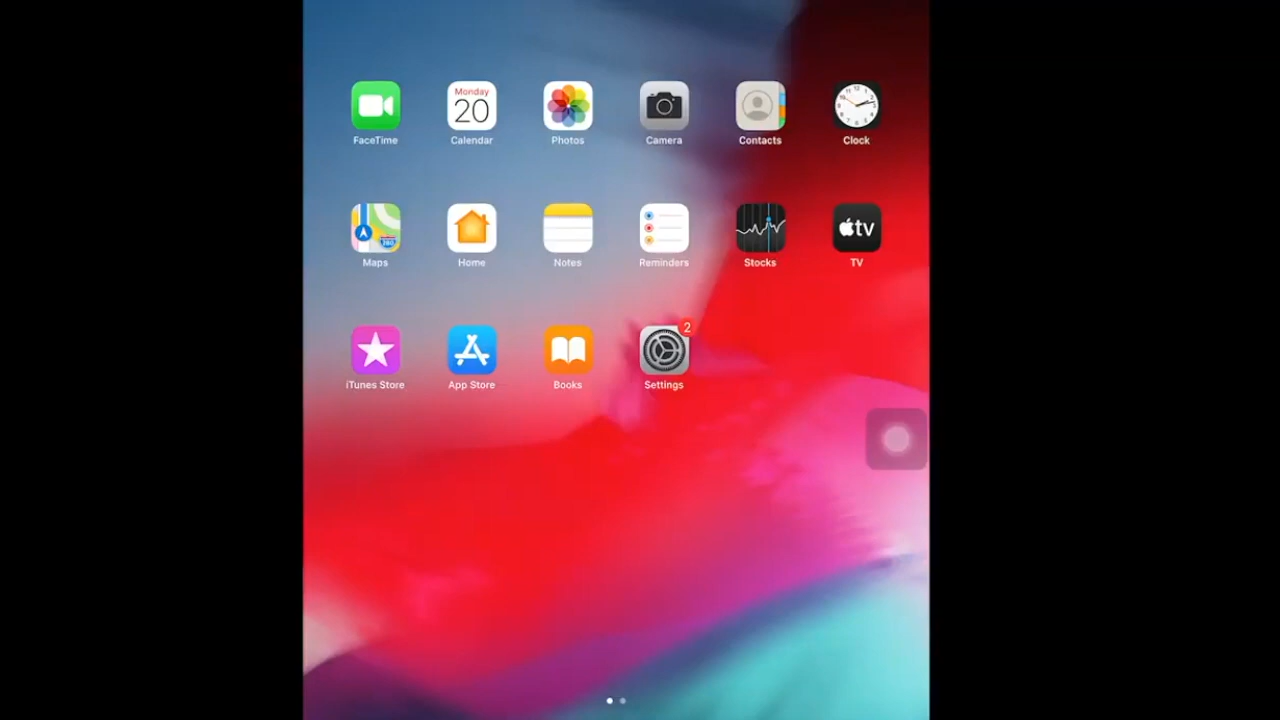 Monday
20
FaceTime
Calendar
Photos
Camera
Contacts
Clock
tv
Maps
Home
Notes
Reminders
Stocks
TV
2
iTunes Store
App Store
Books
Settings